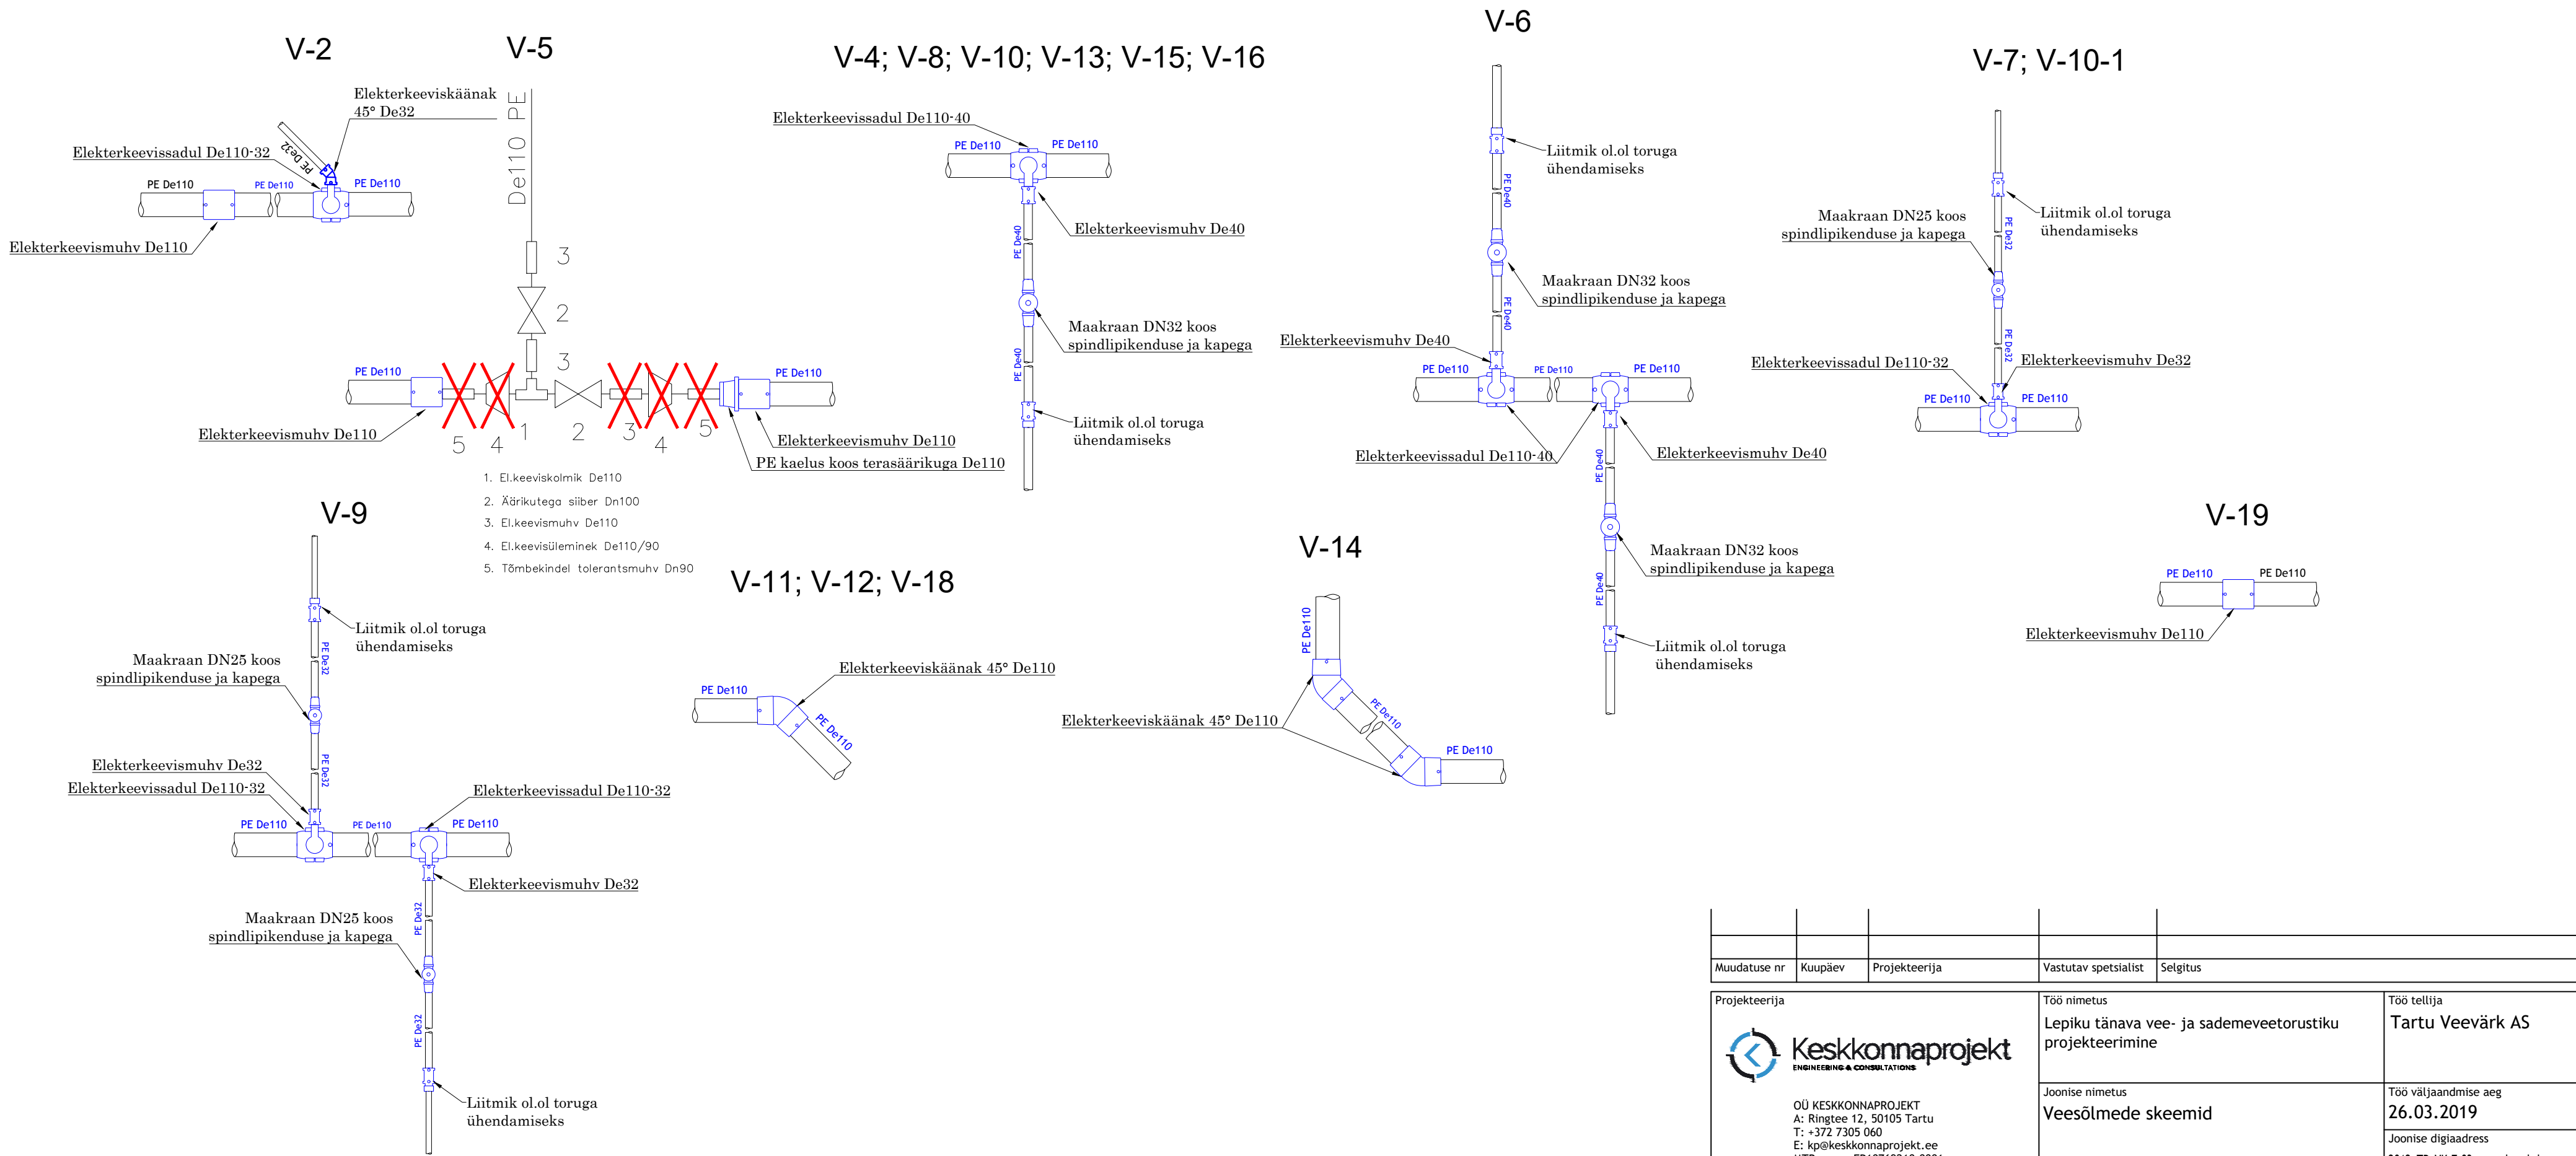 V-2
Elekterkeeviskäänak
45° De32
Elekterkeevissadul De110-32
PE De32
PE De110
PE De110
PE De110
Elekterkeevismuhv De110
V-5
De110 PE
3
2
3
PE De110
PE De110
Elekterkeevismuhv De110
5
4
1
2
3
4
5
Elekterkeevismuhv De110
PE kaelus koos terasäärikuga De110
1. El.keeviskolmik De110
2. Äärikutega siiber Dn100
3. El.keevismuhv De110
4. El.keevisüleminek De110/90
5. Tõmbekindel tolerantsmuhv Dn90
V-4; V-8; V-10; V-13; V-15; V-16
Elekterkeevissadul De110-40
PE De110
PE De110
Elekterkeevismuhv De40
PE De40
Maakraan DN32 koos
spindlipikenduse ja kapega
PE De40
Liitmik ol.ol toruga
ühendamiseks
V-6
Liitmik ol.ol toruga
ühendamiseks
PE De40
Maakraan DN32 koos
spindlipikenduse ja kapega
PE De40
Elekterkeevismuhv De40
PE De110
PE De110
PE De110
Elekterkeevissadul De110-40
Elekterkeevismuhv De40
PE De40
Maakraan DN32 koos
spindlipikenduse ja kapega
PE De40
Liitmik ol.ol toruga
ühendamiseks
V-7; V-10-1
Maakraan DN25 koos
spindlipikenduse ja kapega
Liitmik ol.ol toruga
ühendamiseks
PE De32
PE De32
Elekterkeevissadul De110-32
Elekterkeevismuhv De32
PE De110
PE De110
V-9
Liitmik ol.ol toruga
ühendamiseks
PE De32
Maakraan DN25 koos
spindlipikenduse ja kapega
PE De32
Elekterkeevismuhv De32
Elekterkeevissadul De110-32
Elekterkeevissadul De110-32
PE De110
PE De110
PE De110
Elekterkeevismuhv De32
PE De32
Maakraan DN25 koos
spindlipikenduse ja kapega
PE De32
Liitmik ol.ol toruga
ühendamiseks
V-11; V-12; V-18
Elekterkeeviskäänak 45° De110
PE De110
PE De110
V-14
PE De110
Elekterkeeviskäänak 45° De110
PE De110
PE De110
V-19
PE De110
PE De110
Elekterkeevismuhv De110
Muudatuse nr
Kuupäev
Projekteerija
Vastutav spetsialist
Selgitus
Projekteerija
Keskkonnaprojekt
ENGINEERING & CONSULTATIONS
OÜ KESKKONNAPROJEKT
A: Ringtee 12, 50105 Tartu
T: +372 7305 060
E: kp@keskkonnaprojekt.ee
Töö nimetus
Lepiku tänava vee- ja sademeveetorustiku
projekteerimine
Töö tellija
Tartu Veevärk AS
Joonise nimetus
Veesõlmede skeemid
Töö väljaandmise aeg
26.03.2019
Joonise digiaadress